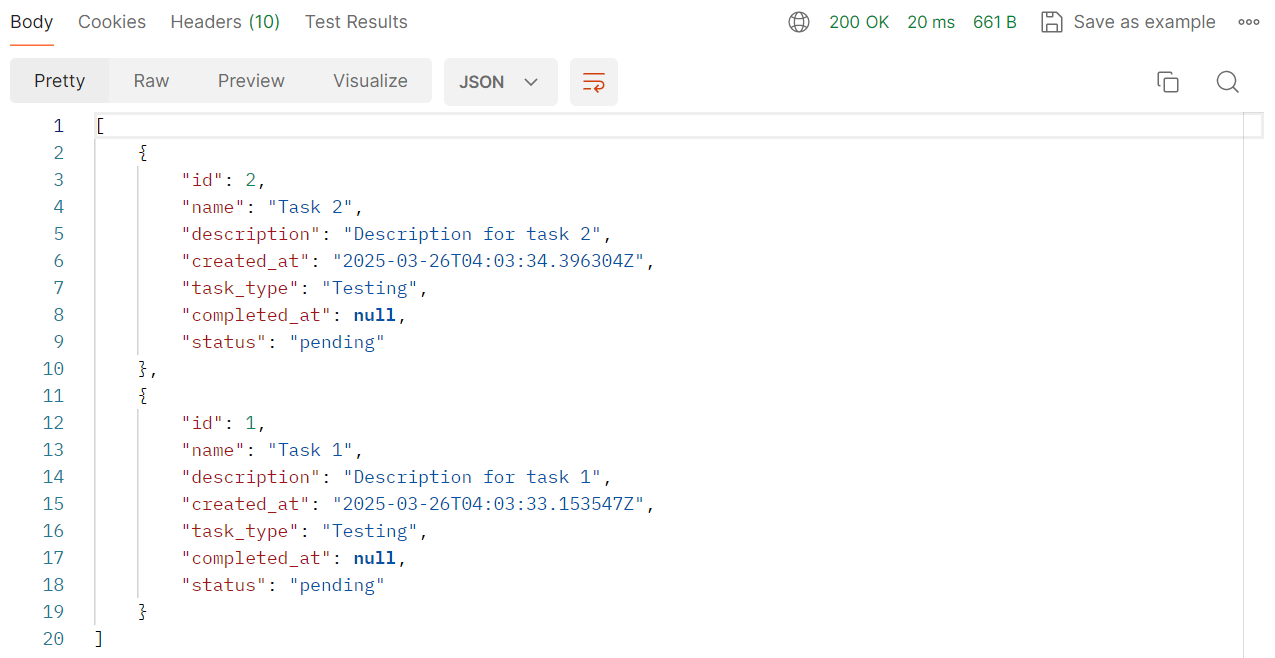 Body Cookies Headers (10) Test Results 200 OK 20 ms 661 B Save as example
Pretty Raw Preview Visualize JSON
1 [
2 {
3 "id": 2,
4 "name": "Task 2",
5 "description": "Description for task 2",
6 "created_at": "2025-03-26T04:03:34.396304Z",
7 "task_type": "Testing",
8 "completed_at": null,
9 "status": "pending"
10 },
11 {
12 "id": 1,
13 "name": "Task 1",
14 "description": "Description for task 1",
15 "created_at": "2025-03-26T04:03:33.153547Z",
16 "task_type": "Testing",
17 "completed_at": null,
18 "status": "pending"
19 }
20 ]